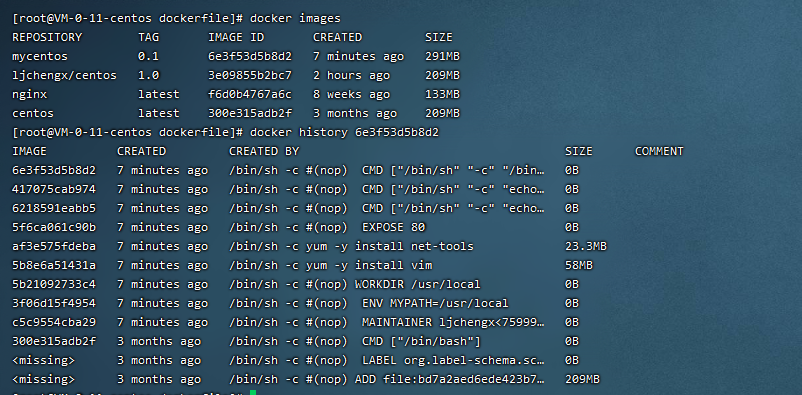 [root@VM-0-11-centos dockerfile]# docker images
REPOSITORY TAG IMAGE ID CREATED SIZE
mycentos 0.1 6e3f53d5b8d2 7 minutes ago 291MB
ljchengx/centos 1.0 3e09855b2bc7 2 hours ago 209MB
nginx latest f6d0b4767a6c 8 weeks ago 133MB
centos latest 300e315adb2f 3 months ago 209MB
[root@VM-0-11-centos dockerfile]# docker history 6e3f53d5b8d2
IMAGE CREATED CREATED BY SIZE COMMENT
6e3f53d5b8d2 7 minutes ago /bin/sh -c #(nop) CMD ["/bin/sh" "-c" "/bin… 0B
417075cab974 7 minutes ago /bin/sh -c #(nop) CMD ["/bin/sh" "-c" "echo… 0B
6218591eabb5 7 minutes ago /bin/sh -c #(nop) CMD ["/bin/sh" "-c" "echo… 0B
5f6ca061c90b 7 minutes ago /bin/sh -c #(nop) EXPOSE 80 0B
af3e575fdeba 7 minutes ago /bin/sh -c yum -y install net-tools 23.3MB
5b8e6a51431a 7 minutes ago /bin/sh -c yum -y install vim 58MB
5b21092733c4 7 minutes ago /bin/sh -c #(nop) WORKDIR /usr/local 0B
3f06d15f4954 7 minutes ago /bin/sh -c #(nop) ENV MYPATH=/usr/local 0B
c5c9554cba29 7 minutes ago /bin/sh -c #(nop) MAINTAINER ljchengx<75999… 0B
300e315adb2f 3 months ago /bin/sh -c #(nop) CMD ["/bin/bash"] 0B
<missing> 3 months ago /bin/sh -c #(nop) LABEL org.label-schema.sc… 0B
<missing> 3 months ago /bin/sh -c #(nop) ADD file:bd7a2aed6ede423b7… 209MB